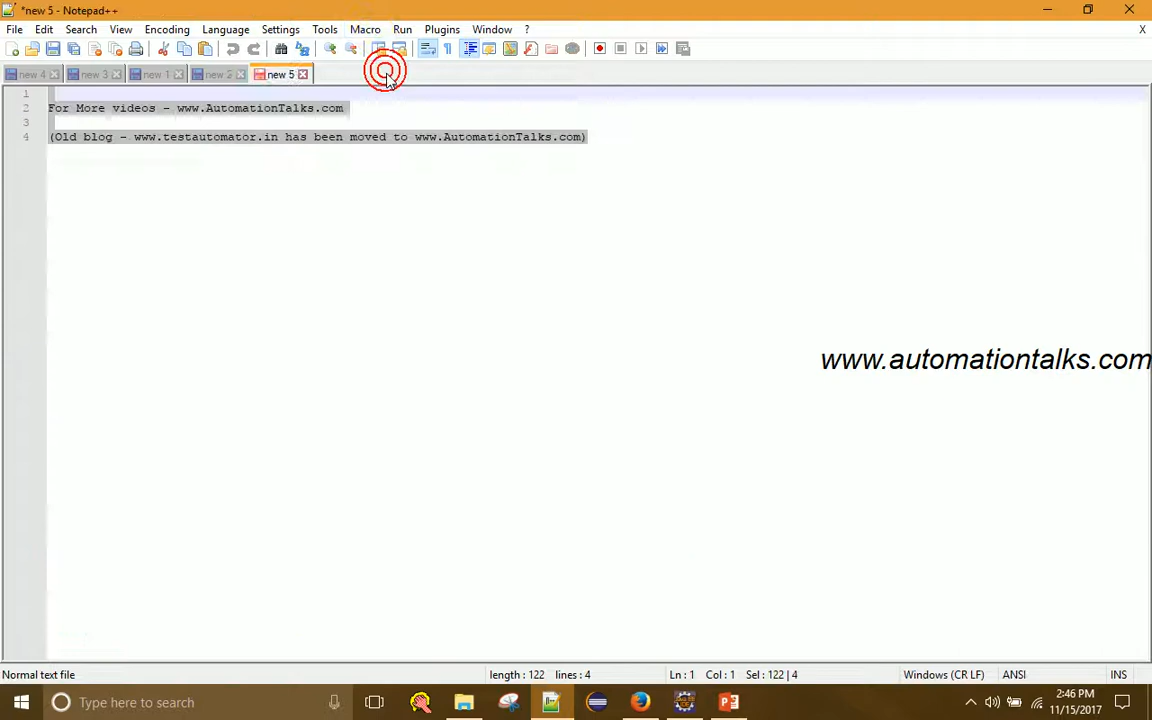 *new 5 - Notepad++
File Edit Search View Encoding Language Settings Tools Macro Run Plugins Window ? X
new 4 new 3 new 1 new 2 new 5
1
2 For More videos - www.AutomationTalks.com
3
4 (Old blog - www.testautomator.in has been moved to www.AutomationTalks.com)
www.automationtalks.com
Normal text file length : 122 lines : 4 Ln : 1 Col : 1 Sel : 122 | 4 Windows (CR LF) ANSI INS
Type here to search
2:46 PM
11/15/2017